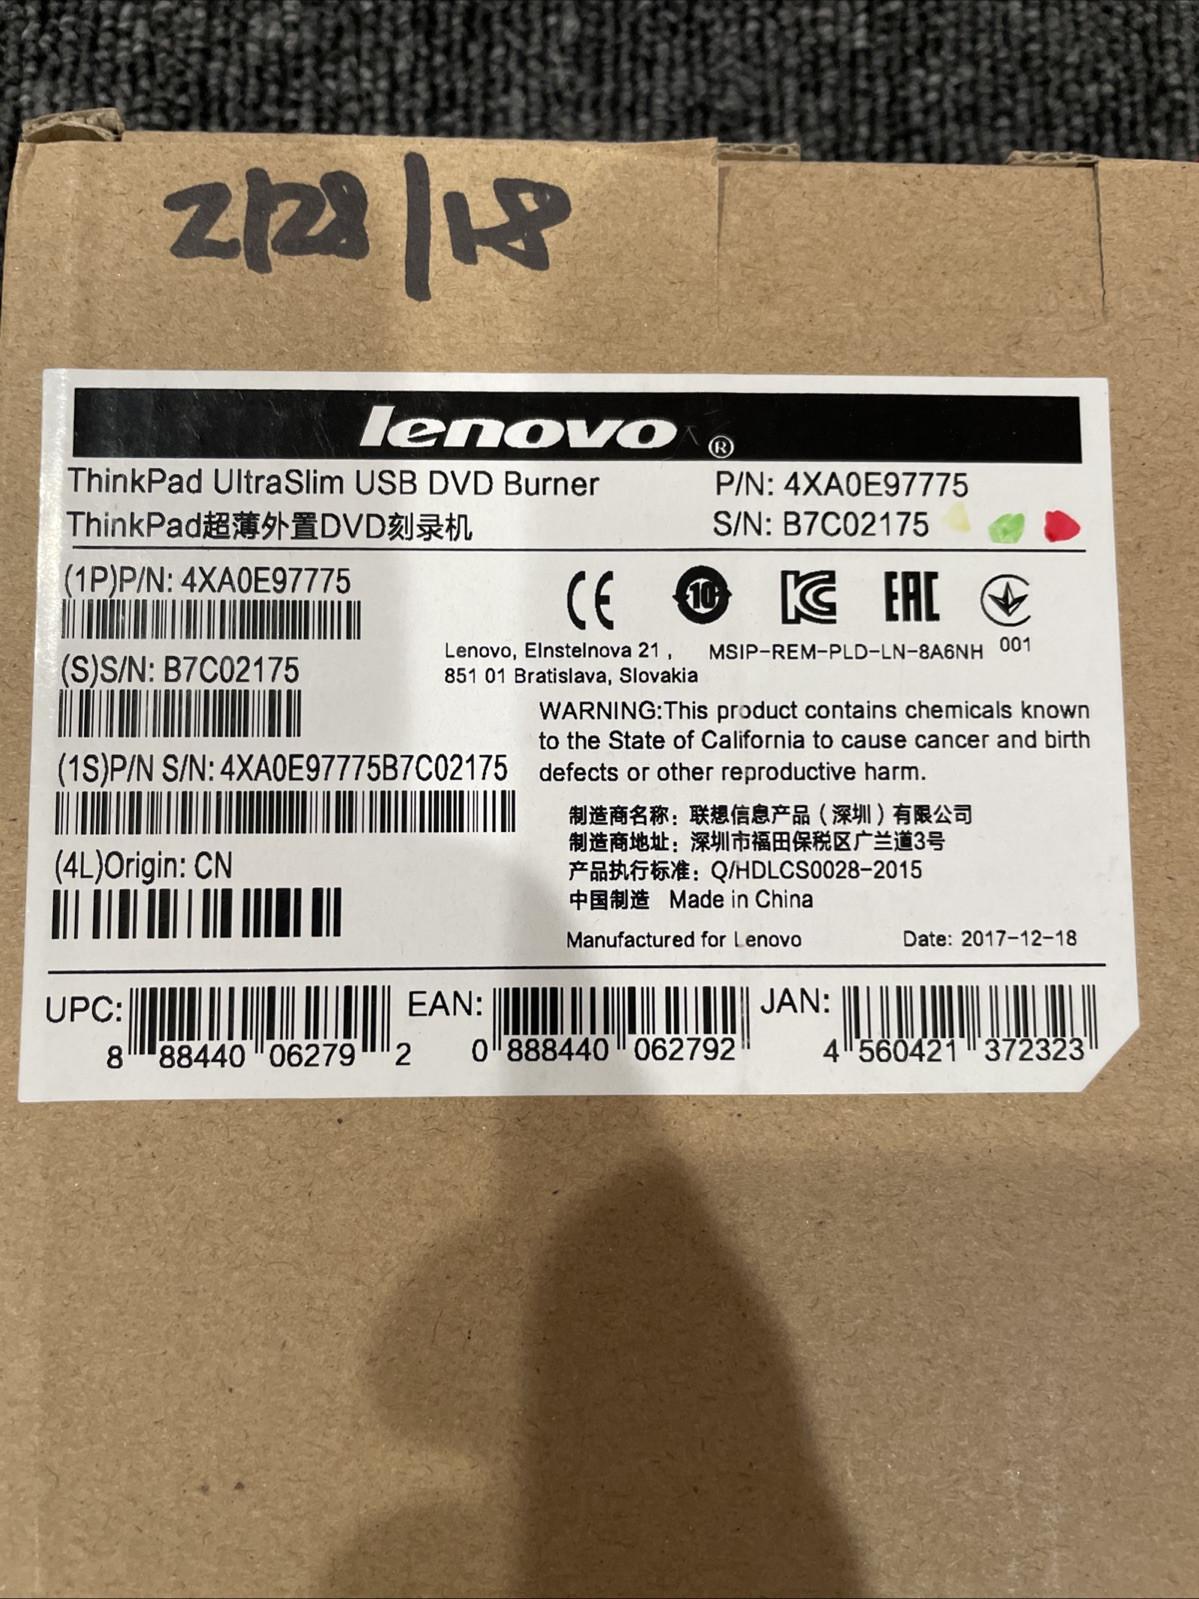 2/28/18
lenovo ®
ThinkPad UltraSlim USB DVD Burner
P/N: 4XA0E97775
ThinkPad超薄外置DVD刻录机
S/N: B7C02175
(1P)P/N: 4XA0E97775
(S)S/N: B7C02175
(1S)P/N S/N: 4XA0E97775B7C02175
(4L)Origin: CN
CE
10
KC
EAC
001
Lenovo, EInsteInova 21 ,
851 01 Bratislava, Slovakia
MSIP-REM-PLD-LN-8A6NH
WARNING:This product contains chemicals known
to the State of California to cause cancer and birth
defects or other reproductive harm.
制造商名称：联想信息产品（深圳）有限公司
制造商地址：深圳市福田保税区广兰道3号
产品执行标准：Q/HDLCS0028-2015
中国制造 Made in China
Manufactured for Lenovo
Date: 2017-12-18
UPC:
8 88440 06279 2
EAN:
0 888440 062792
JAN:
4 560421 372323